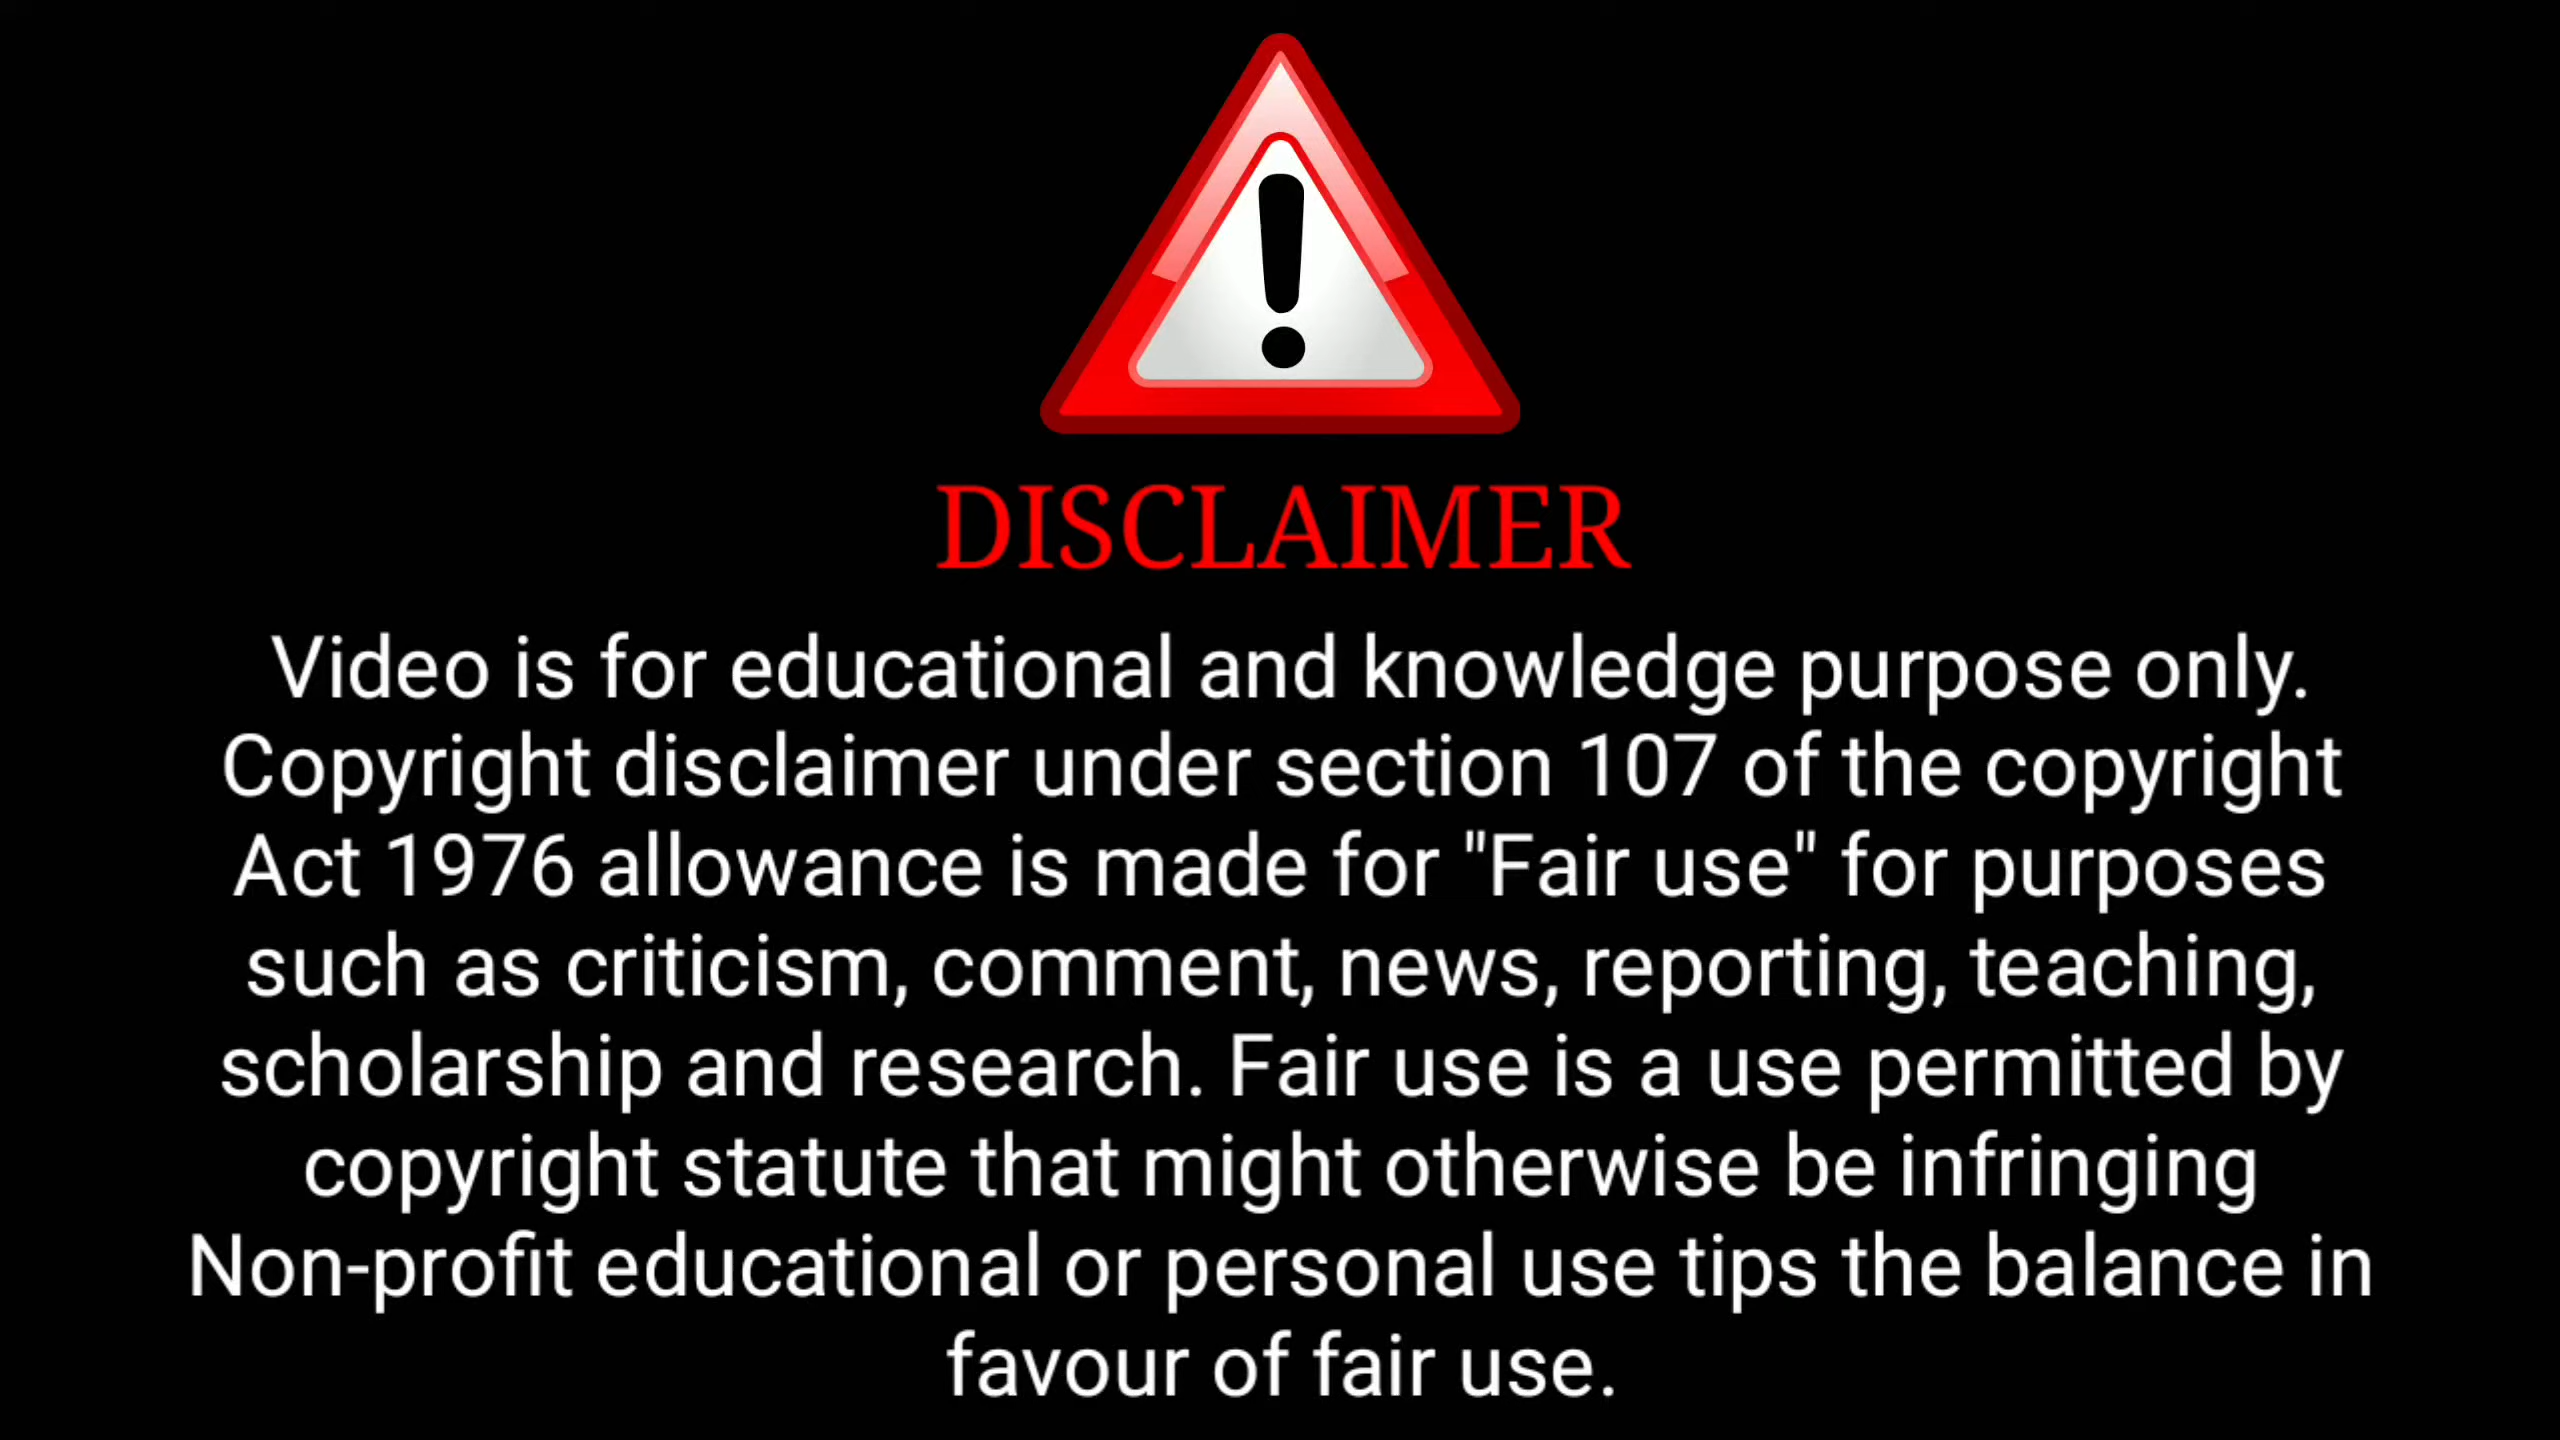 DISCLAIMER
Video is for educational and knowledge purpose only.
Copyright disclaimer under section 107 of the copyright
Act 1976 allowance is made for "Fair use" for purposes
such as criticism, comment, news, reporting, teaching,
scholarship and research. Fair use is a use permitted by
copyright statute that might otherwise be infringing
Non-profit educational or personal use tips the balance in
favour of fair use.